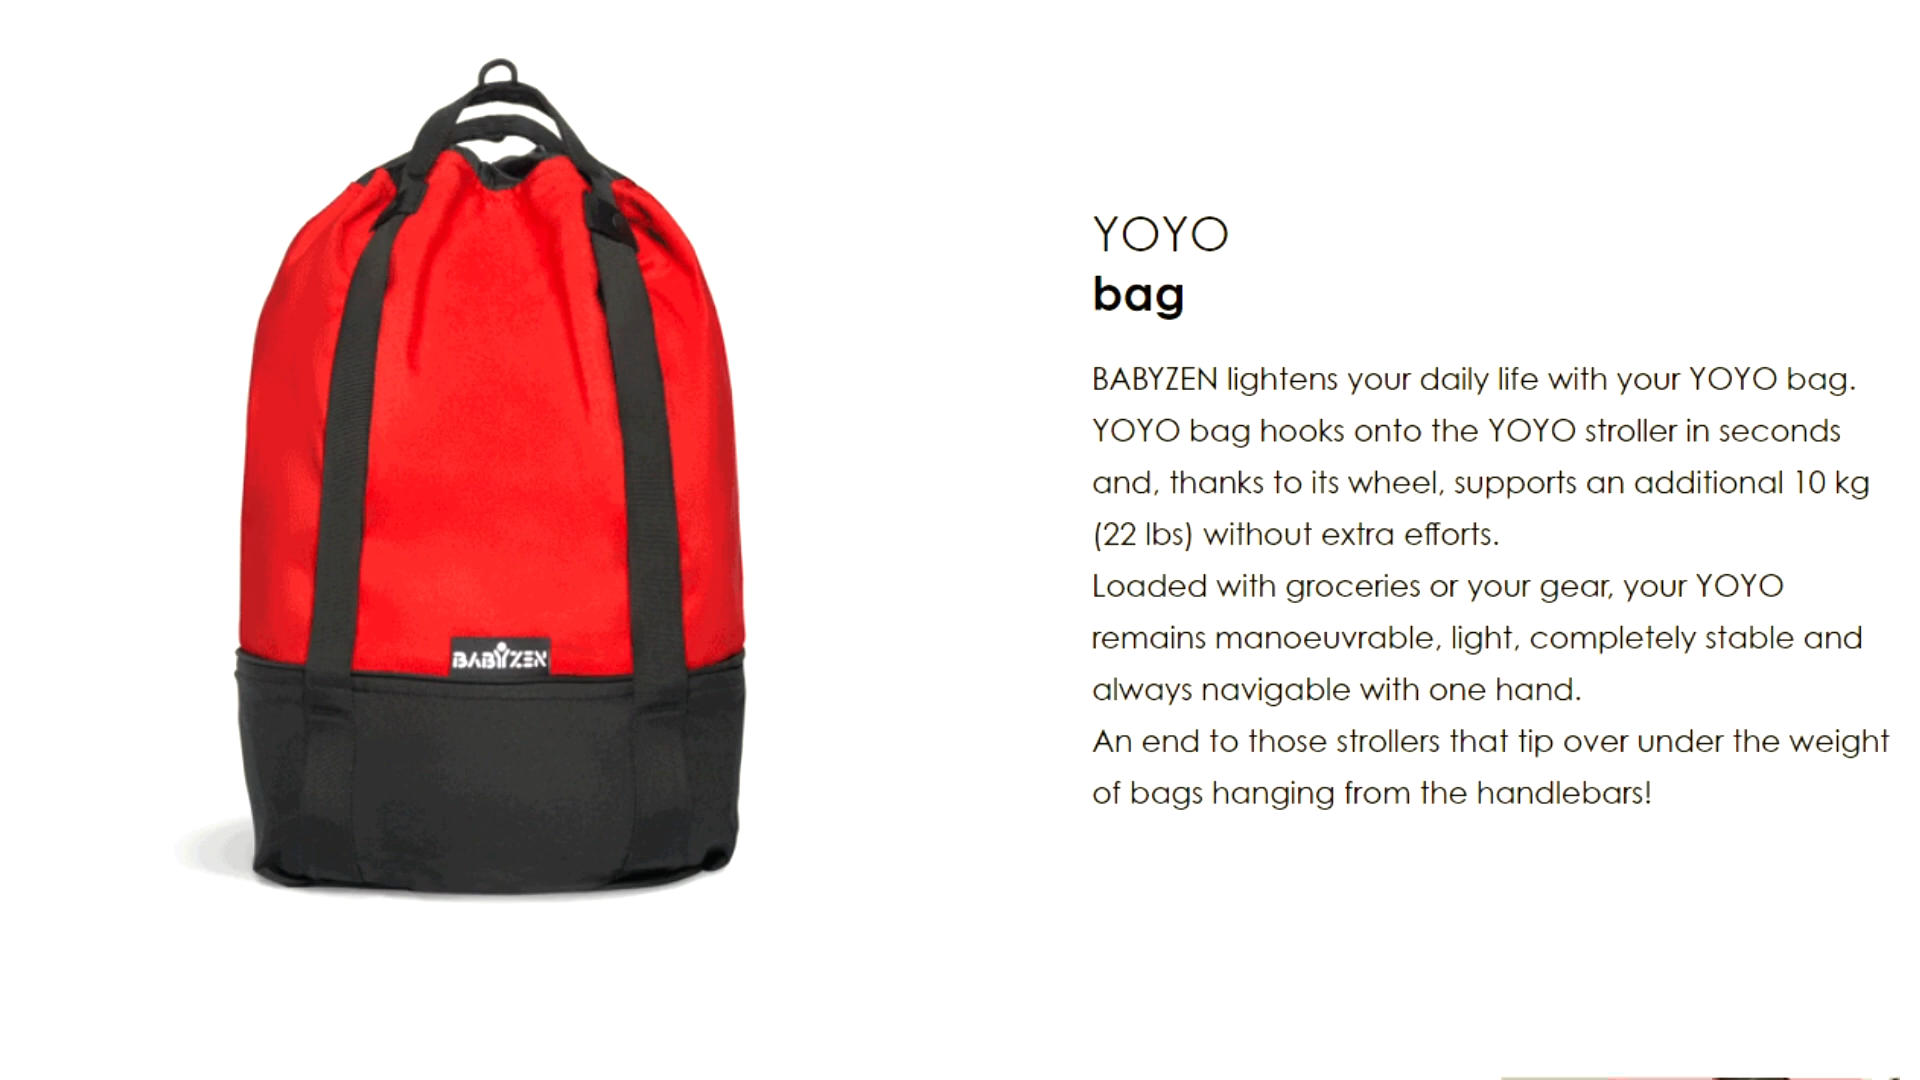 BABYZEN
YOYO
bag
BABYZEN lightens your daily life with your YOYO bag.
YOYO bag hooks onto the YOYO stroller in seconds
and, thanks to its wheel, supports an additional 10 kg
(22 lbs) without extra efforts.
Loaded with groceries or your gear, your YOYO
remains manoeuvrable, light, completely stable and
always navigable with one hand.
An end to those strollers that tip over under the weight
of bags hanging from the handlebars!